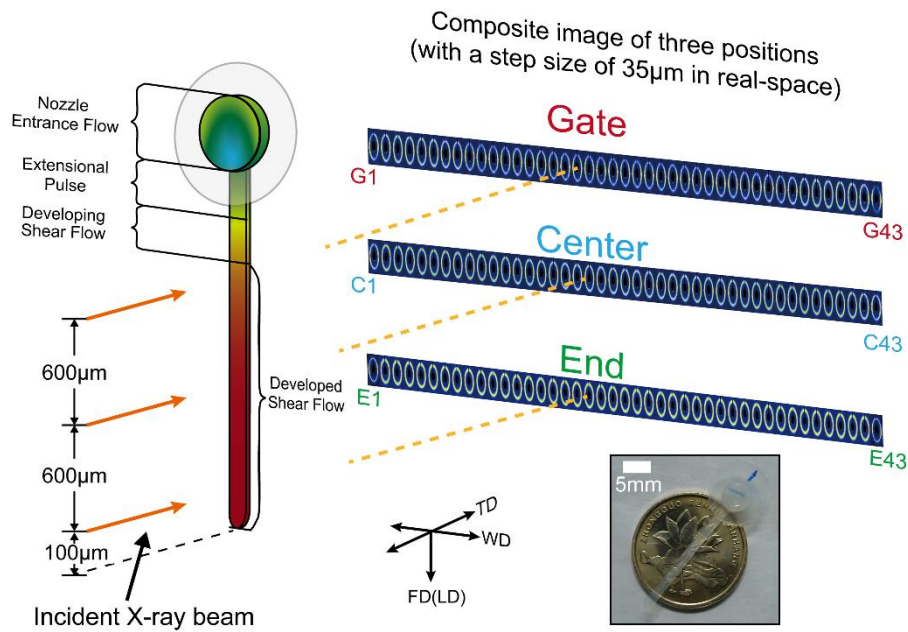 Composite image of three positions
(with a step size of 35μm in real-space)
Nozzle
Entrance Flow
Extensional
Pulse
Developing
Shear Flow
Developed
Shear Flow
600μm
600μm
100μm
Incident X-ray beam
Gate
G1
G43
Center
C1
C43
End
E1
E43
TD
WD
FD(LD)
5mm